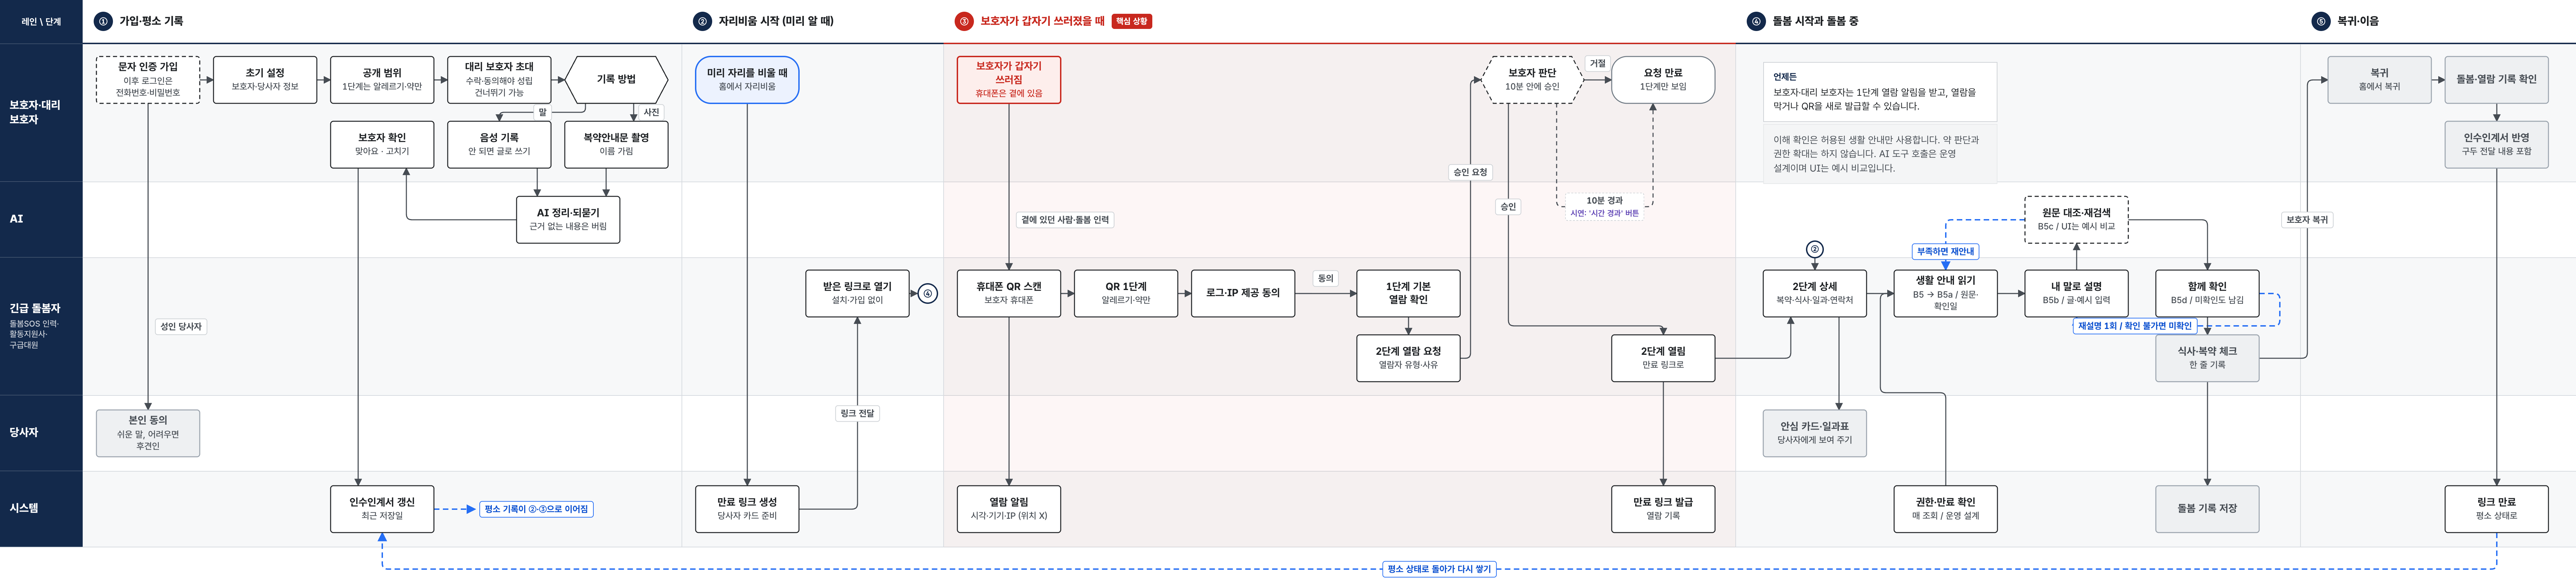 레인 \ 단계
① 가입·평소 기록
② 자리비움 시작 (미리 알 때)
③ 보호자가 갑자기 쓰러졌을 때 핵심 상황
④ 돌봄 시작과 돌봄 중
⑤ 복귀·이음
보호자·대리
보호자
문자 인증 가입
이후 로그인은
전화번호·비밀번호
초기 설정
보호자·당사자 정보
공개 범위
1단계는 알레르기·약만
대리 보호자 초대
수락·동의해야 성립
건너뛰기 가능
기록 방법
말
사진
보호자 확인
맞아요 · 고치기
음성 기록
안 되면 글로 쓰기
복약안내문 촬영
이름 가림
미리 자리를 비울 때
홈에서 자리비움
보호자가 갑자기
쓰러짐
휴대폰은 곁에 있음
보호자 판단
10분 안에 승인
거절
요청 만료
1단계만 보임
승인 요청
언제든
보호자·대리 보호자는 1단계 열람 알림을 받고, 열람을
막거나 QR을 새로 발급할 수 있습니다.
이해 확인은 허용된 생활 안내만 사용합니다. 약 판단과
권한 확대는 하지 않습니다. AI 도구 호출은 운영
설계이며 UI는 예시 비교입니다.
복귀
홈에서 복귀
돌봄·열람 기록 확인
인수인계서 반영
구두 전달 내용 포함
AI
AI 정리·되묻기
근거 없는 내용은 버림
곁에 있던 사람·돌봄 인력
승인
10분 경과
시연: '시간 경과' 버튼
원문 대조·재검색
B5c / UI는 예시 비교
보호자 복귀
②
부족하면 재안내
긴급 돌봄자
돌봄SOS 인력·
활동지원사·
구급대원
성인 당사자
받은 링크로 열기
설치·가입 없이
④
휴대폰 QR 스캔
보호자 휴대폰
QR 1단계
알레르기·약만
로그·IP 제공 동의
동의
1단계 기본
열람 확인
2단계 열람 요청
열람자 유형·사유
2단계 열림
만료 링크로
2단계 상세
복약·식사·일과·연락처
생활 안내 읽기
B5 → B5a / 원문·
확인일
내 말로 설명
B5b / 글·예시 입력
함께 확인
B5d / 미확인도 남김
재설명 1회 / 확인 불가면 미확인
식사·복약 체크
한 줄 기록
당사자
본인 동의
쉬운 말, 어려우면
후견인
링크 전달
안심 카드·일과표
당사자에게 보여 주기
시스템
인수인계서 갱신
최근 저장일
평소 기록이 ②·③으로 이어짐
만료 링크 생성
당사자 카드 준비
열람 알림
시각·기기·IP (위치 X)
만료 링크 발급
열람 기록
권한·만료 확인
매 조회 / 운영 설계
돌봄 기록 저장
링크 만료
평소 상태로
평소 상태로 돌아가 다시 쌓기